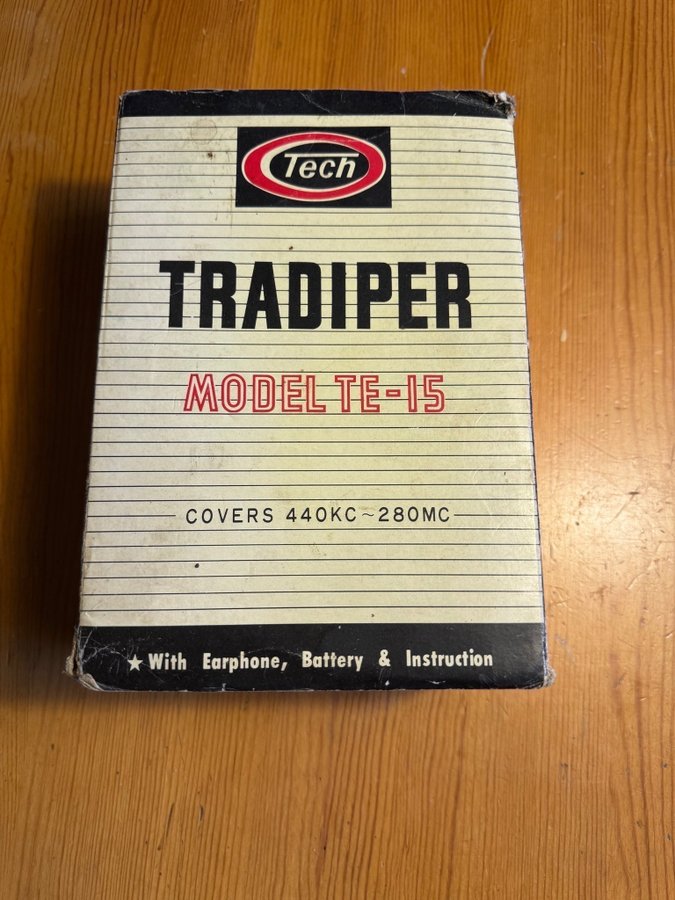 Tech
TRADIPER
MODEL TE-15
COVERS 440KC~280MC
★With Earphone, Battery & Instruction